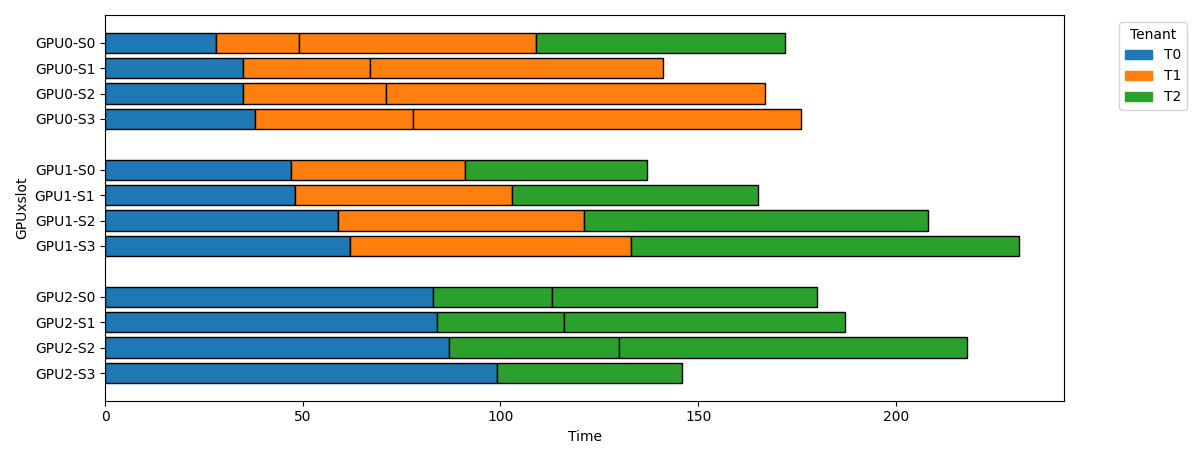 GPU0-S0
GPU0-S1
GPU0-S2
GPU0-S3
GPU1-S0
GPU1-S1
GPU1-S2
GPU1-S3
GPU2-S0
GPU2-S1
GPU2-S2
GPU2-S3
GPUxslot
0 50 100 150 200
Time
Tenant
T0
T1
T2